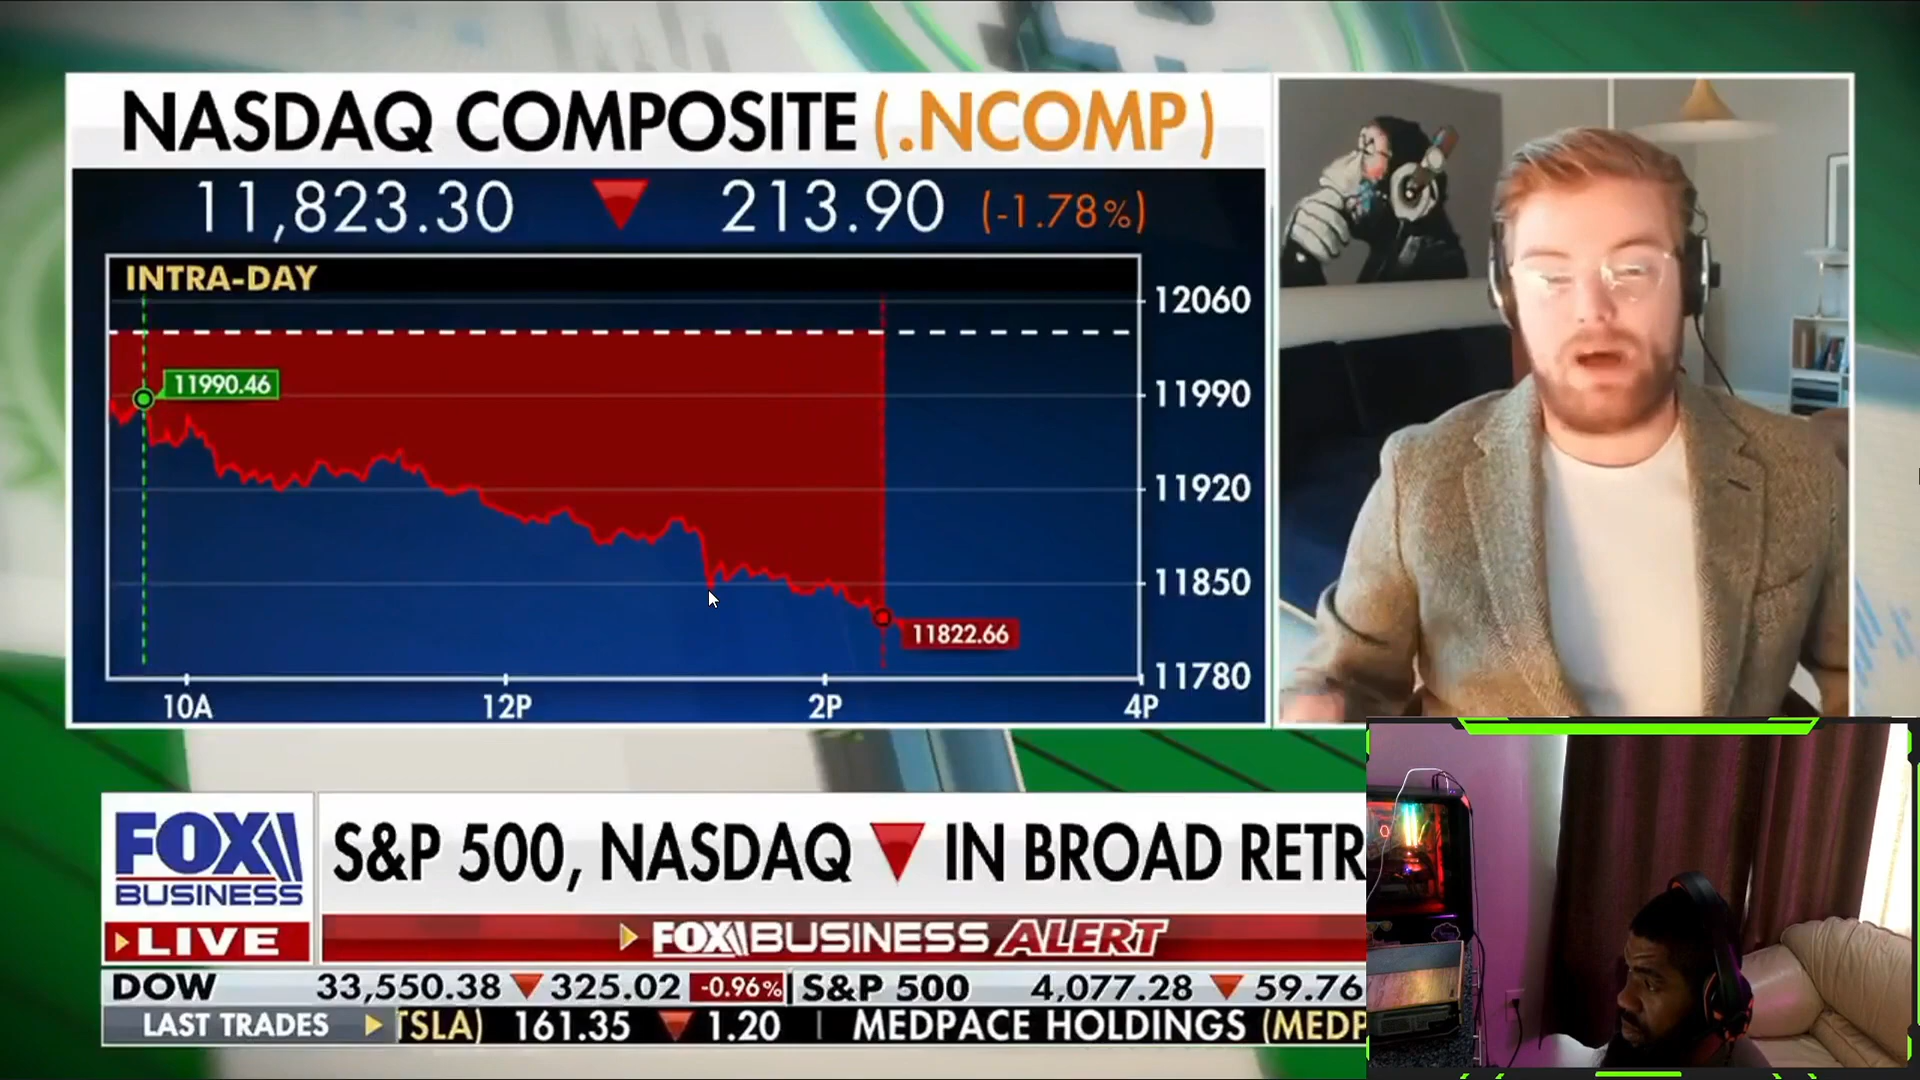 NASDAQ COMPOSITE (.NCOMP)
11,823.30 ▼ 213.90 (-1.78%)
INTRA-DAY
12060
11990.46
11990
11920
11850
11822.66
11780
10A 12P 2P 4P
FOX BUSINESS
S&P 500, NASDAQ ▼ IN BROAD RETR
LIVE
FOX BUSINESS ALERT
DOW 33,550.38 ▼ 325.02 -0.96% S&P 500 4,077.28 ▼ 59.76
LAST TRADES TSLA) 161.35 ▼ 1.20 | MEDPACE HOLDINGS (MEDP